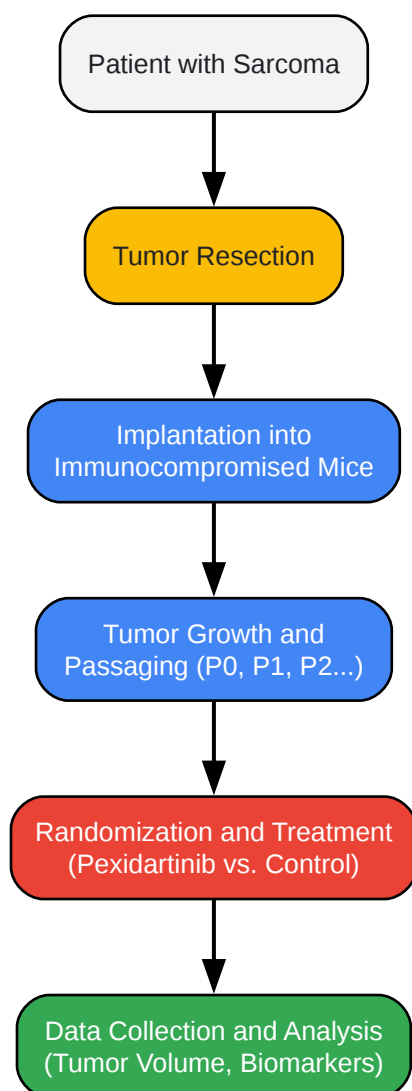 Patient with Sarcoma
Tumor Resection
Implantation into
Immunocompromised Mice
Tumor Growth and
Passaging (P0, P1, P2...)
Randomization and Treatment
(Pexidartinib vs. Control)
Data Collection and Analysis
(Tumor Volume, Biomarkers)